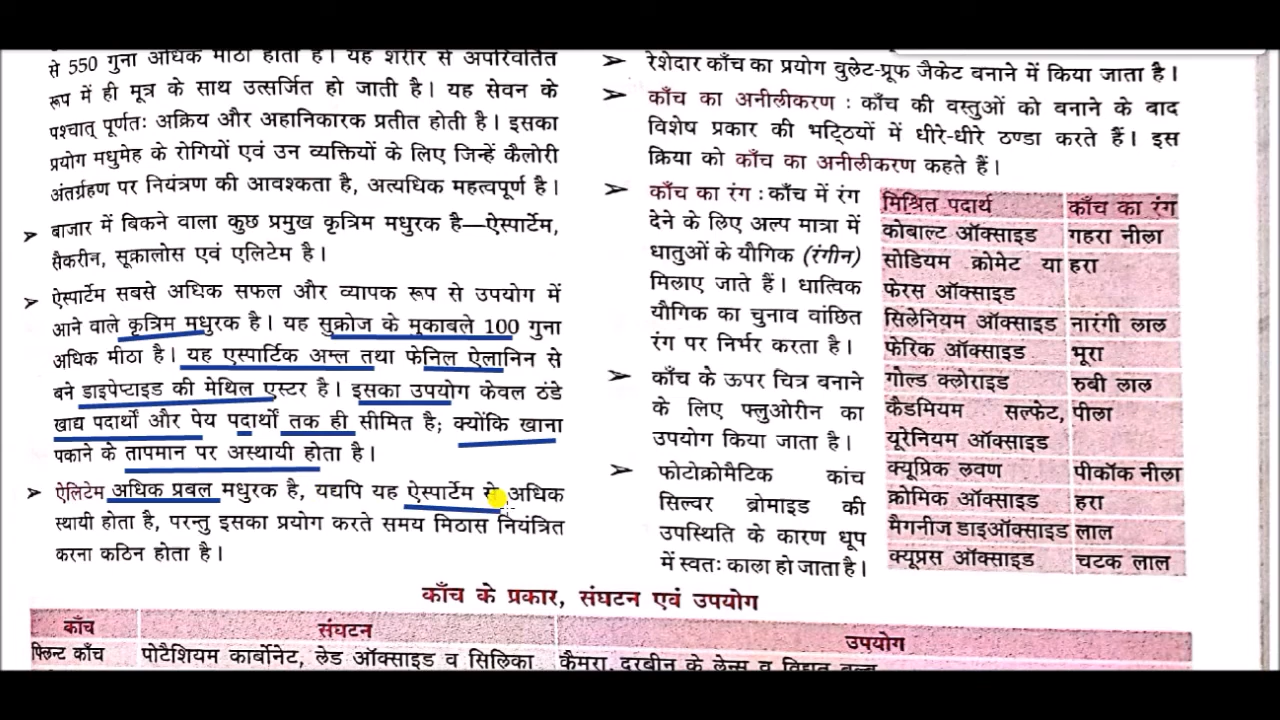 से 550 गुना अधिक मीठा होता है। यह शरीर से अपरिवर्तित
रूप में ही मूत्र के साथ उत्सर्जित हो जाती है। यह सेवन के
पश्चात् पूर्णतः अक्रिय और अहानिकारक प्रतीत होती है। इसका
प्रयोग मधुमेह के रोगियों एवं उन व्यक्तियों के लिए जिन्हें कैलोरी
अंतर्ग्रहण पर नियंत्रण की आवश्कता है, अत्यधिक महत्वपूर्ण है।
➤ बाजार में बिकने वाला कुछ प्रमुख कृत्रिम मधुरक है—ऐस्पार्टेम,
सैकरीन, सूक्रालोस एवं एलिटेम है।
➤ ऐस्पार्टेम सबसे अधिक सफल और व्यापक रूप से उपयोग में
आने वाले कृत्रिम मधुरक है। यह सुक्रोज के मुकाबले 100 गुना
अधिक मीठा है। यह एस्पार्टिक अम्ल तथा फेनिल ऐलानिन से
बने डाइपेप्टाइड की मेथिल एस्टर है। इसका उपयोग केवल ठंडे
खाद्य पदार्थों और पेय पदार्थों तक ही सीमित है; क्योंकि खाना
पकाने के तापमान पर अस्थायी होता है।
➤ ऐलिटेम अधिक प्रबल मधुरक है, यद्यपि यह ऐस्पार्टेम से अधिक
स्थायी होता है, परन्तु इसका प्रयोग करते समय मिठास नियंत्रित
करना कठिन होता है।
➤ रेशेदार काँच का प्रयोग बुलेट-प्रूफ जैकेट बनाने में किया जाता है।
➤ काँच का अनीलीकरण : काँच की वस्तुओं को बनाने के बाद
विशेष प्रकार की भट्ठियों में धीरे-धीरे ठण्डा करते हैं। इस
क्रिया को काँच का अनीलीकरण कहते हैं।
➤ काँच का रंग : काँच में रंग
देने के लिए अल्प मात्रा में
धातुओं के यौगिक (रंगीन)
मिलाए जाते हैं। धात्विक
यौगिक का चुनाव वांछित
रंग पर निर्भर करता है।
➤ काँच के ऊपर चित्र बनाने
के लिए फ्लुओरीन का
उपयोग किया जाता है।
➤ फोटोक्रोमैटिक कांच
सिल्वर ब्रोमाइड की
उपस्थिति के कारण धूप
में स्वतः काला हो जाता है।
मिश्रित पदार्थ काँच का रंग
कोबाल्ट ऑक्साइड गहरा नीला
सोडियम क्रोमेट या हरा
फेरस ऑक्साइड
सिलेनियम ऑक्साइड नारंगी लाल
फेरिक ऑक्साइड भूरा
गोल्ड क्लोराइड रुबी लाल
कैडमियम सल्फेट, पीला
यूरेनियम ऑक्साइड
क्यूप्रिक लवण पीकॉक नीला
क्रोमिक ऑक्साइड हरा
मैगनीज डाइऑक्साइड लाल
क्यूप्रस ऑक्साइड चटक लाल
काँच के प्रकार, संघटन एवं उपयोग
काँच संघटन उपयोग
फ्लिन्ट काँच पोटैशियम कार्बोनेट, लेड ऑक्साइड व सिलिका कैमरा, दूरबीन के लेन्स व विद्युत बल्ब